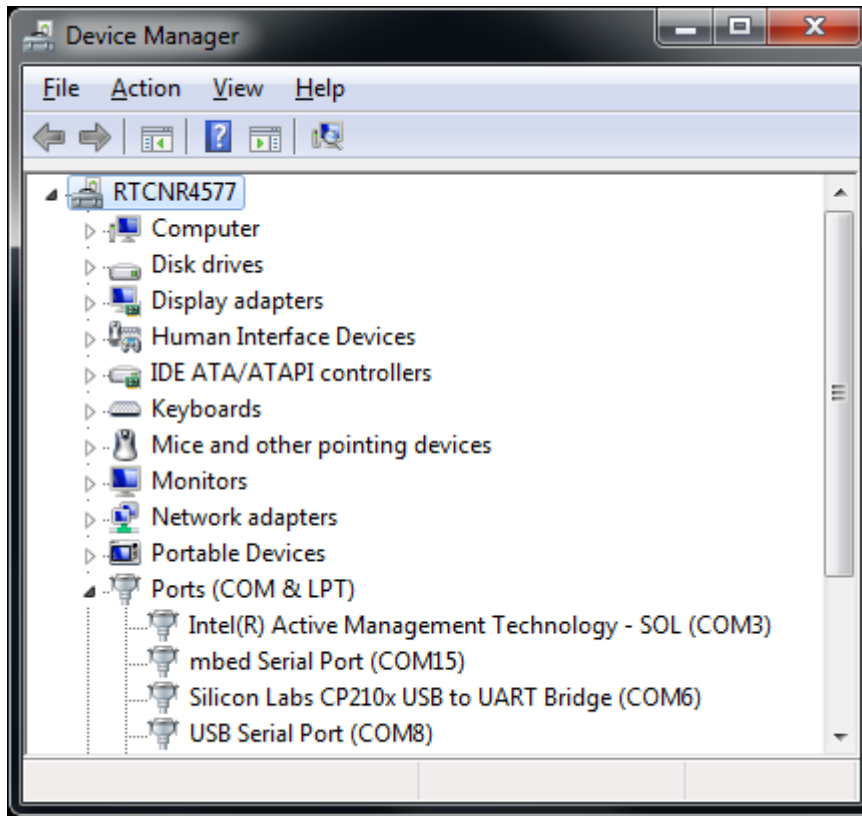 Device Manager
File Action View Help
RTCNR4577
Computer
Disk drives
Display adapters
Human Interface Devices
IDE ATA/ATAPI controllers
Keyboards
Mice and other pointing devices
Monitors
Network adapters
Portable Devices
Ports (COM & LPT)
Intel(R) Active Management Technology - SOL (COM3)
mbed Serial Port (COM15)
Silicon Labs CP210x USB to UART Bridge (COM6)
USB Serial Port (COM8)